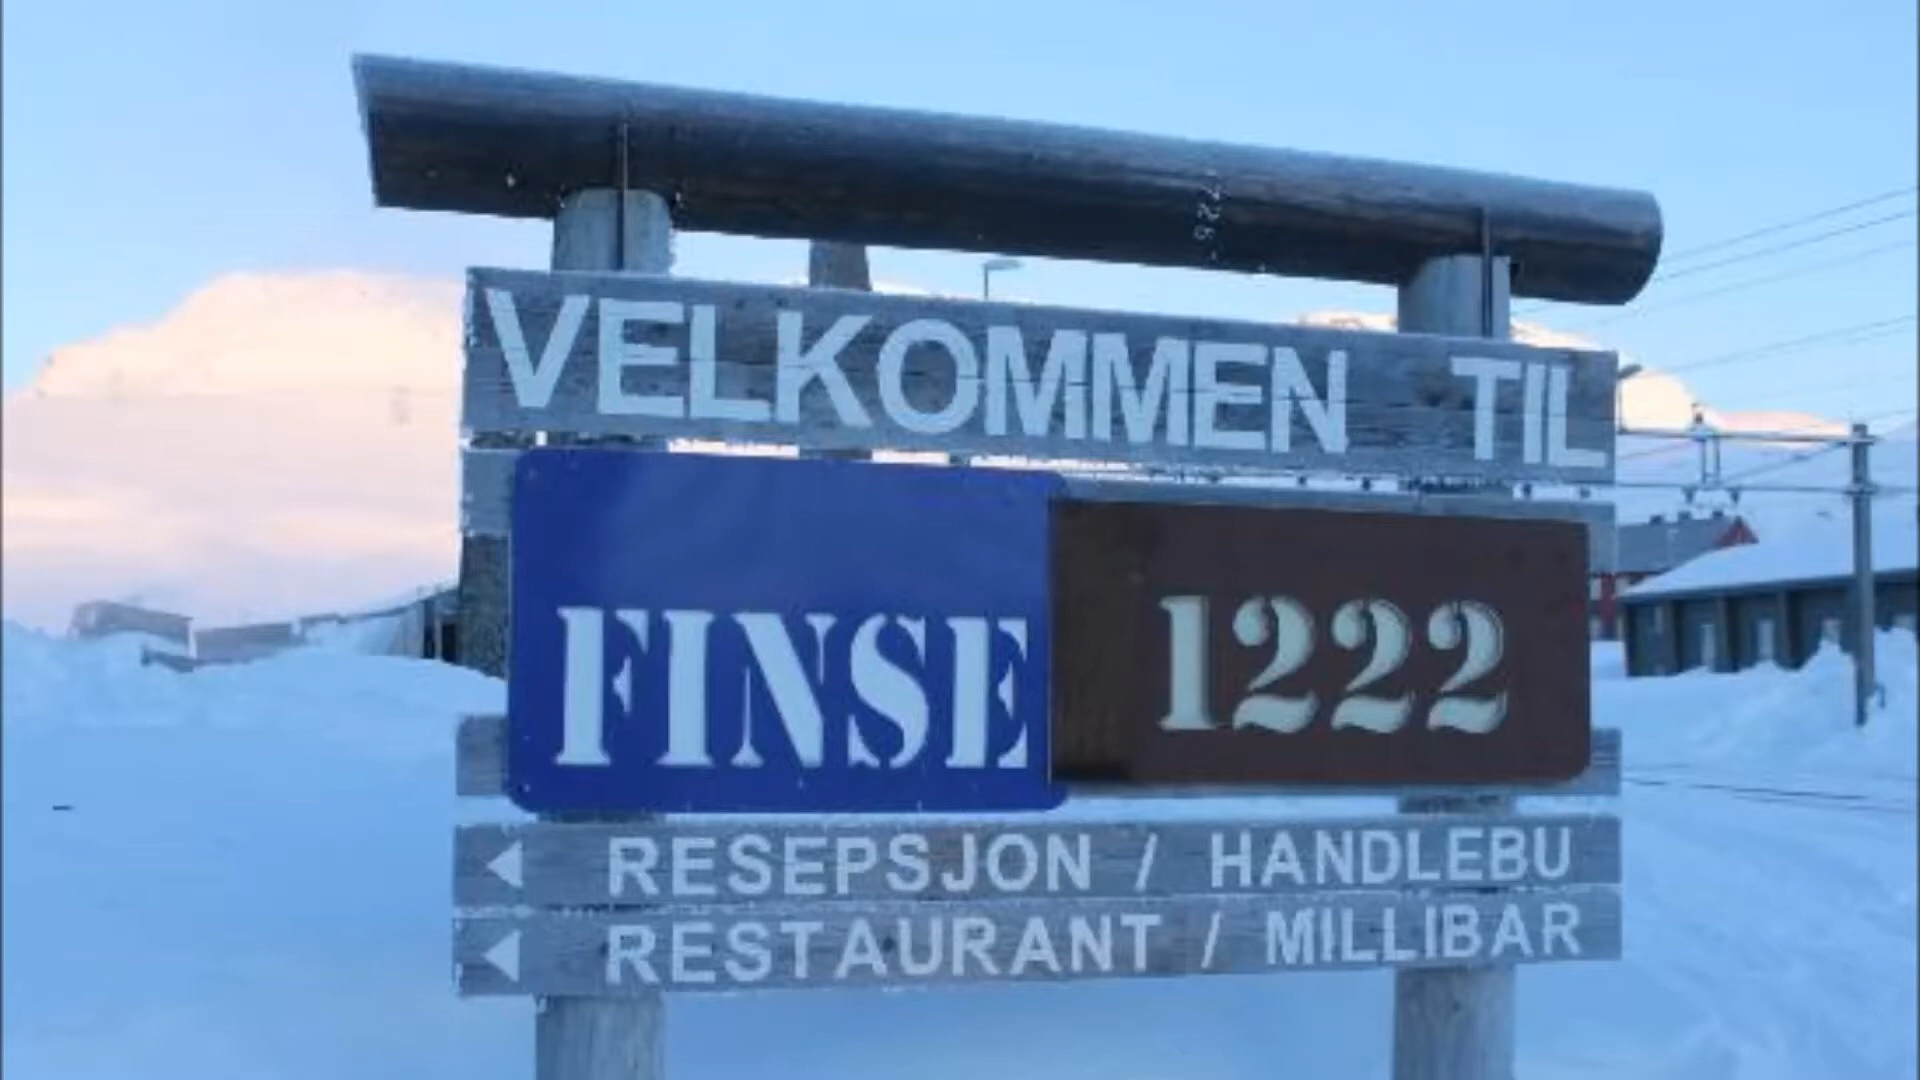 VELKOMMEN TIL
FINSE 1222
RESEPSJON / HANDLEBU
RESTAURANT / MILLIBAR